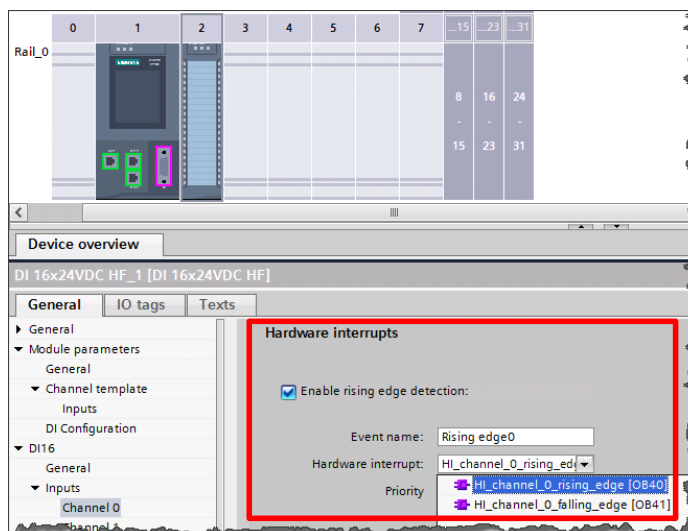 0 1 2 3 4 5 6 7 ...15 ...23 ...31
Rail_0
SIEMENS
8 16 24
- - -
15 23 31
Device overview
DI 16x24VDC HF_1 [DI 16x24VDC HF]
General IO tags Texts
General
Module parameters
General
Channel template
Inputs
DI Configuration
DI16
General
Inputs
Channel 0
Channel 1
Hardware interrupts
Enable rising edge detection:
Event name: Rising edge0
Hardware interrupt: HI_channel_0_rising_ed
Priority
HI_channel_0_rising_edge [OB40]
HI_channel_0_falling_edge [OB41]